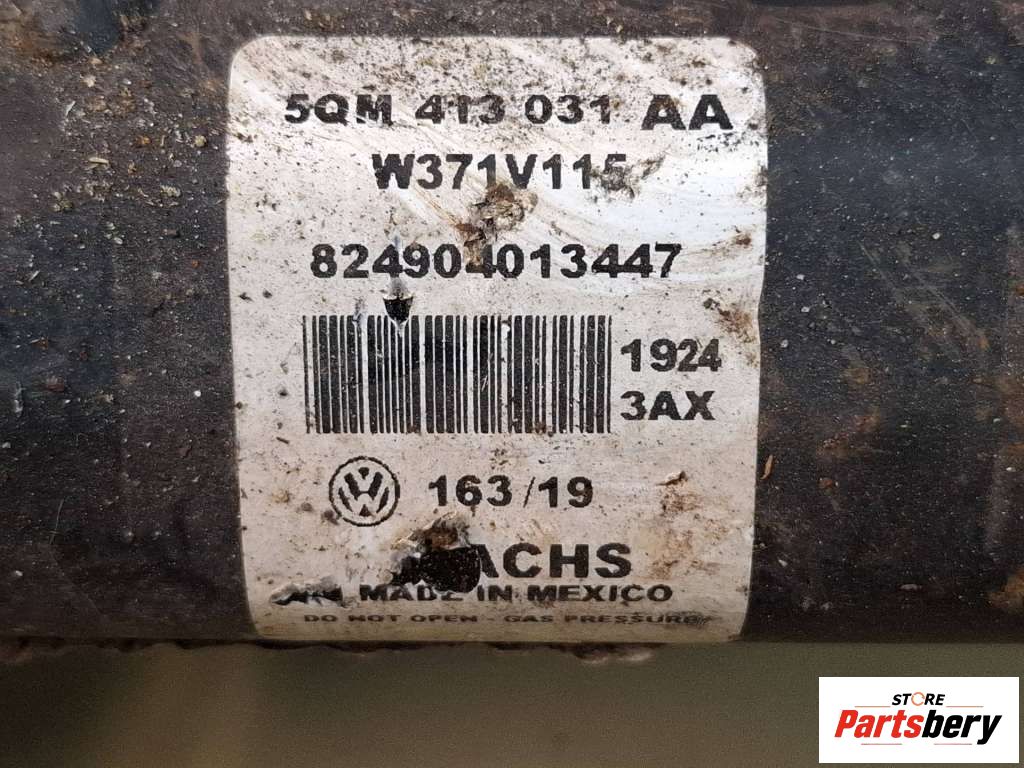 5QM 413 031 AA
W371V115
824904013447
1924
3AX
VW 163/19
MADE IN MEXICO
DO NOT OPEN - GAS PRESSURE
STORE
Partsbery